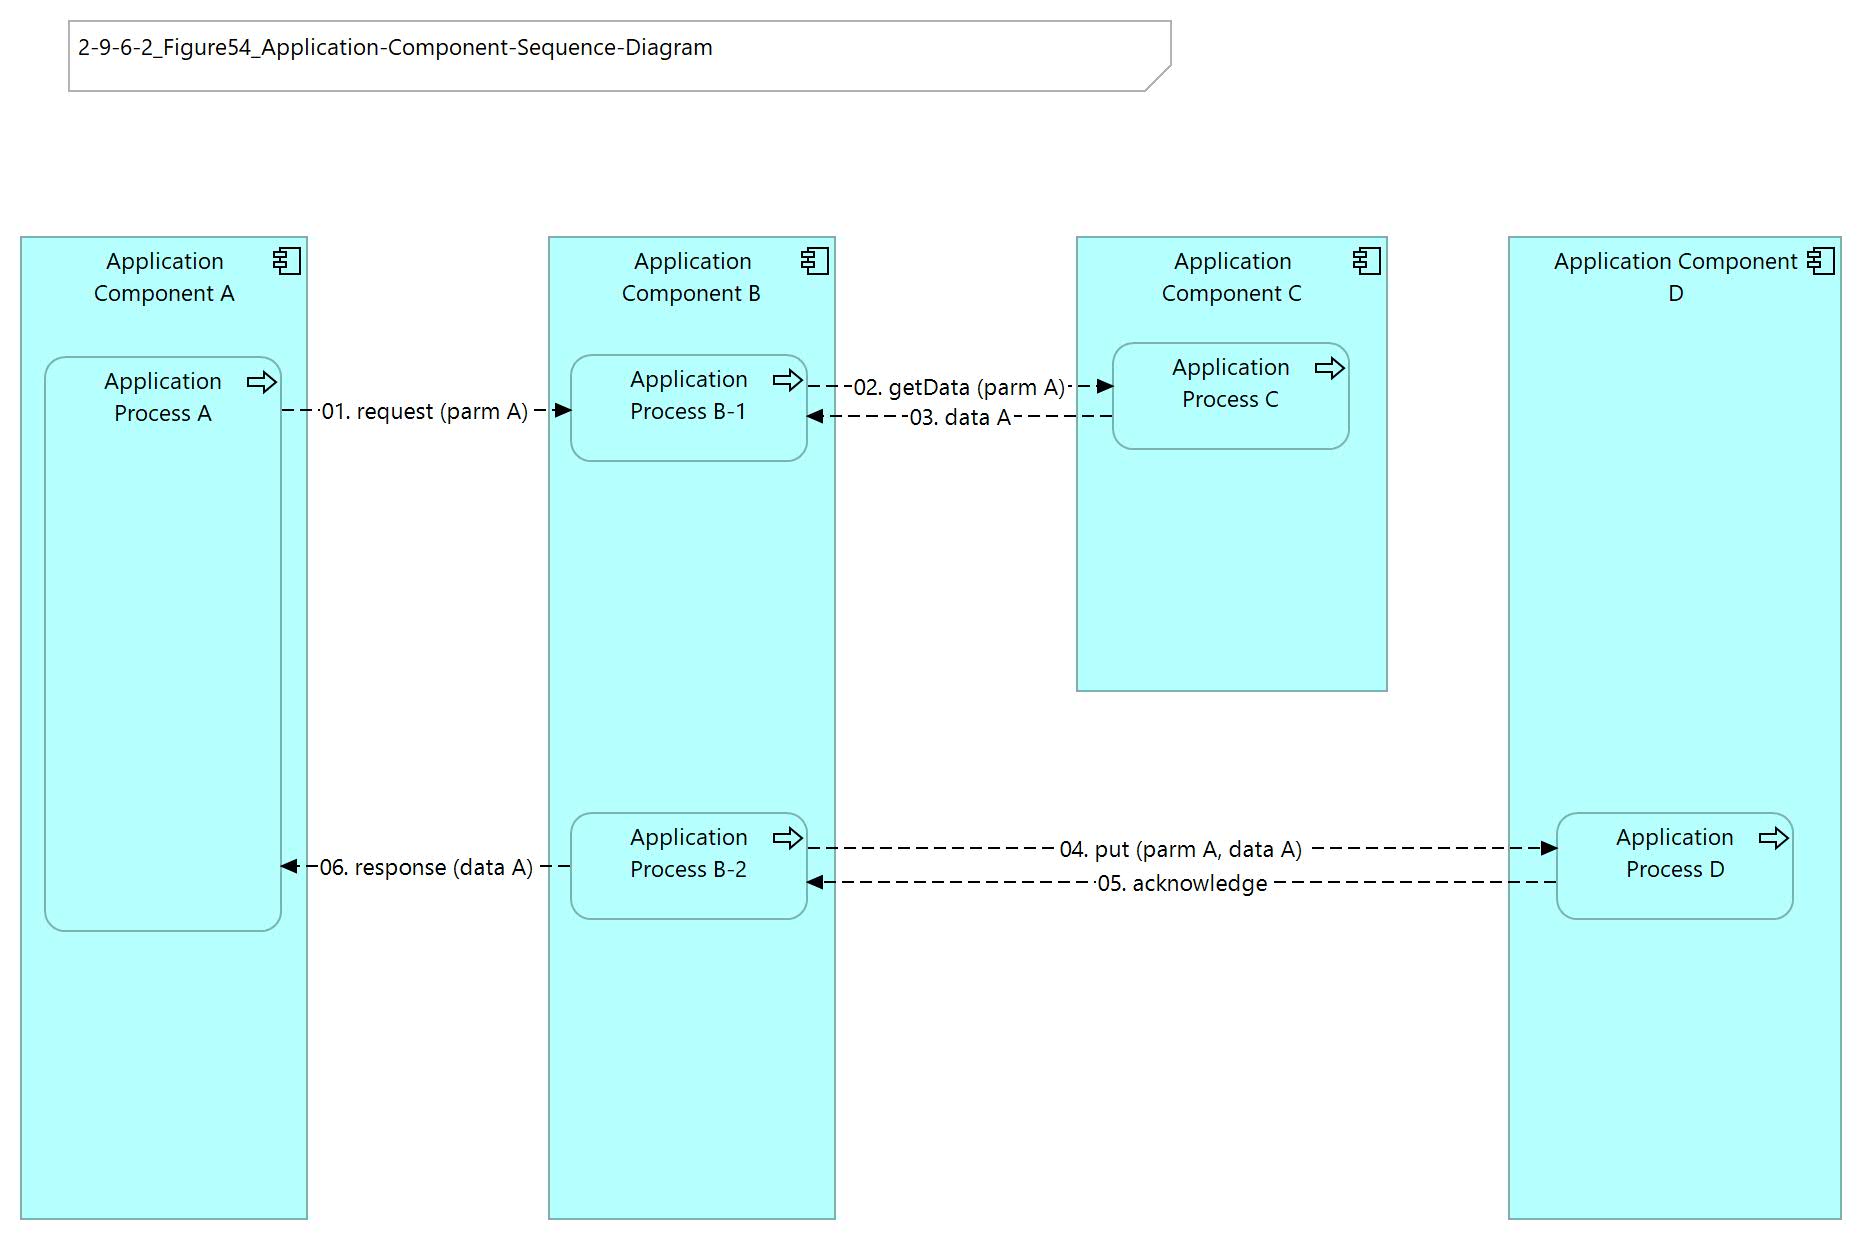 2-9-6-2_Figure54_Application-Component-Sequence-Diagram
Application
Component A
Application
Component B
Application
Component C
Application Component
D
Application
Process A
01. request (parm A)
Application
Process B-1
02. getData (parm A)
03. data A
Application
Process C
06. response (data A)
Application
Process B-2
04. put (parm A, data A)
05. acknowledge
Application
Process D